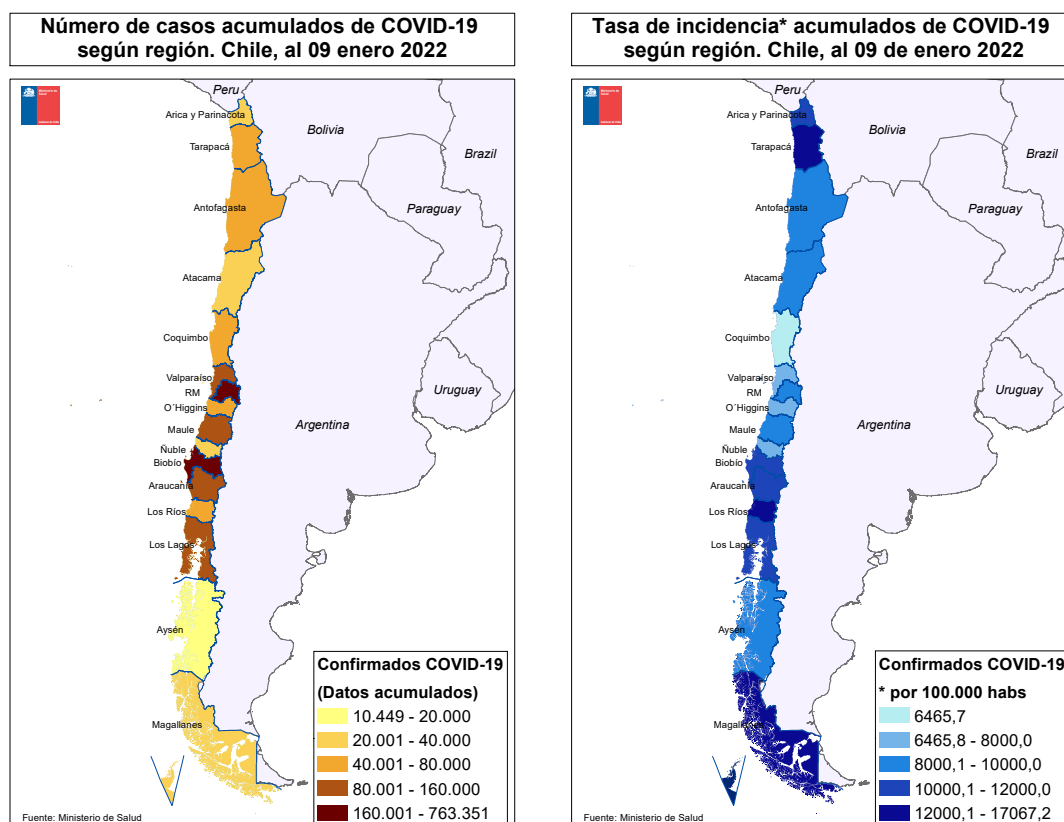 Número de casos acumulados de COVID-19
según región. Chile, al 09 enero 2022
Peru
Arica y Parinacota
Bolivia
Tarapacá
Brazil
Antofagasta
Paraguay
Atacama
Coquimbo
Valparaíso
RM
Uruguay
O´Higgins
Maule
Argentina
Ñuble
Biobío
Araucanía
Los Ríos
Los Lagos
Aysén
Magallanes
Confirmados COVID-19
(Datos acumulados)
10.449 - 20.000
20.001 - 40.000
40.001 - 80.000
80.001 - 160.000
160.001 - 763.351
Fuente: Ministerio de Salud
Tasa de incidencia* acumulados de COVID-19
según región. Chile, al 09 de enero 2022
Peru
Arica y Parinacota
Bolivia
Tarapacá
Brazil
Antofagasta
Paraguay
Atacama
Coquimbo
Valparaíso
RM
Uruguay
O´Higgins
Maule
Argentina
Ñuble
Biobío
Araucanía
Los Ríos
Los Lagos
Aysén
Magallanes
Confirmados COVID-19
* por 100.000 habs
6465,7
6465,8 - 8000,0
8000,1 - 10000,0
10000,1 - 12000,0
12000,1 - 17067,2
Fuente: Ministerio de Salud